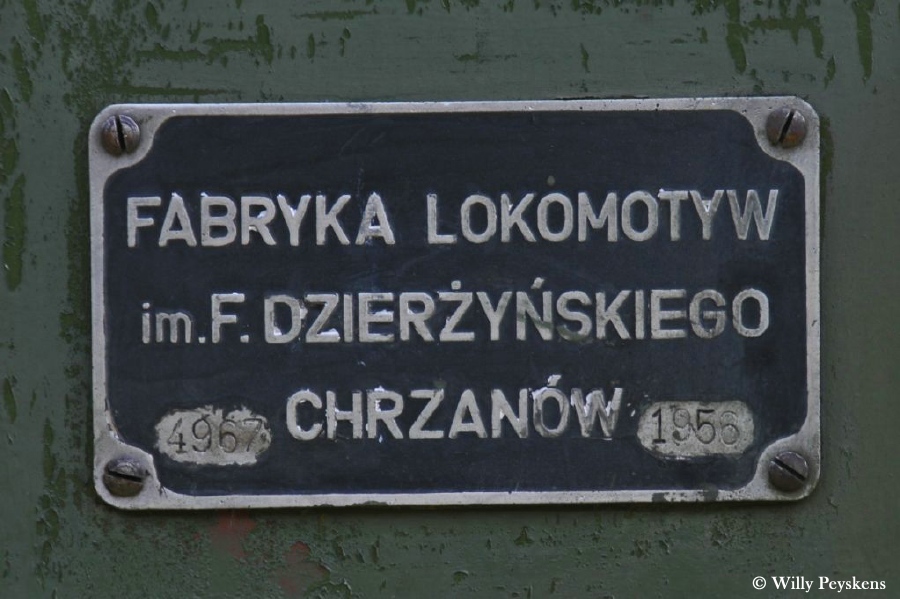 FABRYKA LOKOMOTYW
im. F. DZIERŻYŃSKIEGO
4967 CHRZANÓW 1956
© Willy Peyskens